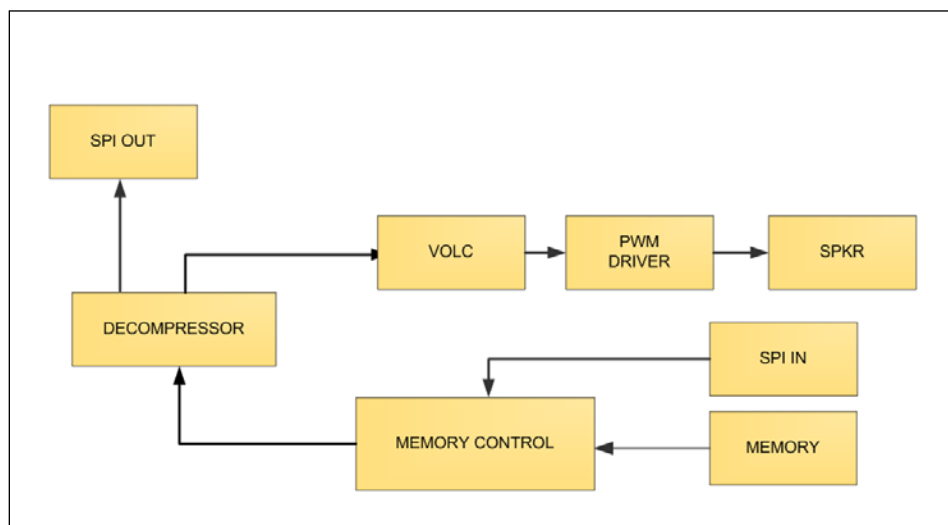 SPI OUT
VOLC
PWM
DRIVER
SPKR
DECOMPRESSOR
SPI IN
MEMORY CONTROL
MEMORY